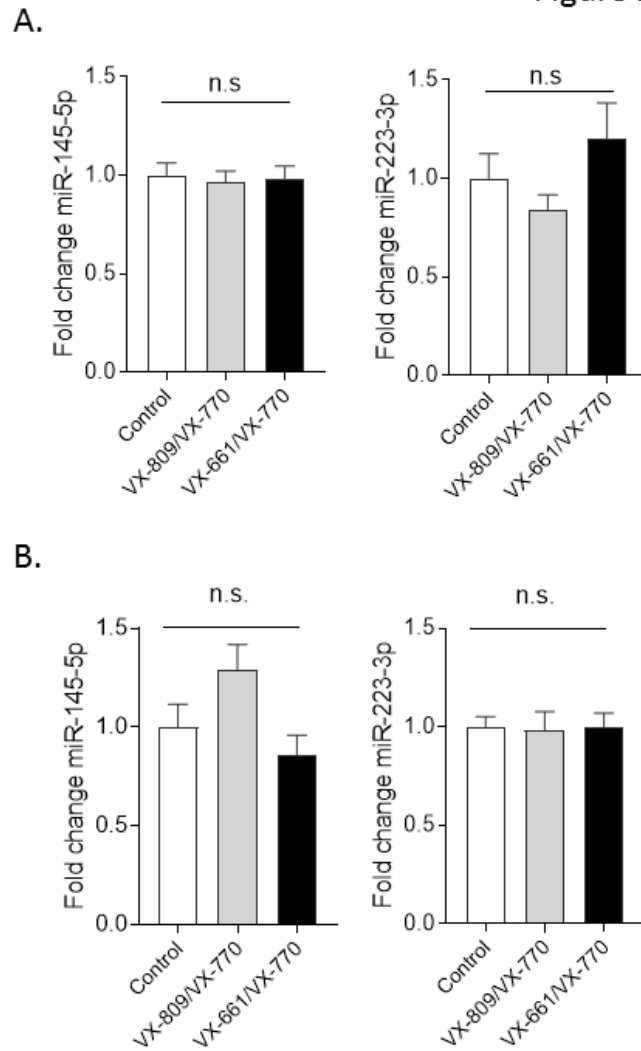 A.
n.s
Fold change miR-145-5p
1.5
1.0
0.5
0.0
Control
VX-809/VX-770
VX-661/VX-770
n.s
Fold change miR-223-3p
1.5
1.0
0.5
0.0
Control
VX-809/VX-770
VX-661/VX-770
B.
n.s.
Fold change miR-145-5p
1.5
1.0
0.5
0.0
Control
VX-809/VX-770
VX-661/VX-770
n.s.
Fold change miR-223-3p
1.5
1.0
0.5
0.0
Control
VX-809/VX-770
VX-661/VX-770